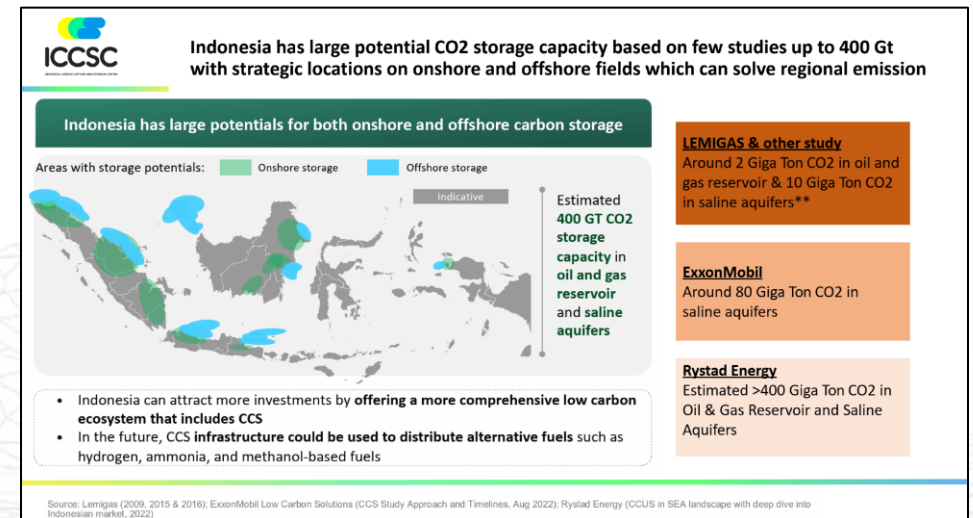 ICCSC
INDONESIA CARBON CAPTURE AND STORAGE CENTER
Indonesia has large potential CO2 storage capacity based on few studies up to 400 Gt
with strategic locations on onshore and offshore fields which can solve regional emission
Indonesia has large potentials for both onshore and offshore carbon storage
Areas with storage potentials:
Onshore storage
Offshore storage
Indicative
Estimated
400 GT CO2
storage
capacity in
oil and gas
reservoir
and saline
aquifers
LEMIGAS & other study
Around 2 Giga Ton CO2 in oil and
gas reservoir & 10 Giga Ton CO2
in saline aquifers**
ExxonMobil
Around 80 Giga Ton CO2 in
saline aquifers
Rystad Energy
Estimated >400 Giga Ton CO2 in
Oil & Gas Reservoir and Saline
Aquifers
• Indonesia can attract more investments by offering a more comprehensive low carbon
ecosystem that includes CCS
• In the future, CCS infrastructure could be used to distribute alternative fuels such as
hydrogen, ammonia, and methanol-based fuels
Source: Lemigas (2009, 2015 & 2016); ExxonMobil Low Carbon Solutions (CCS Study Approach and Timelines, Aug 2022); Rystad Energy (CCUS in SEA landscape with deep dive into
Indonesian market, 2022)